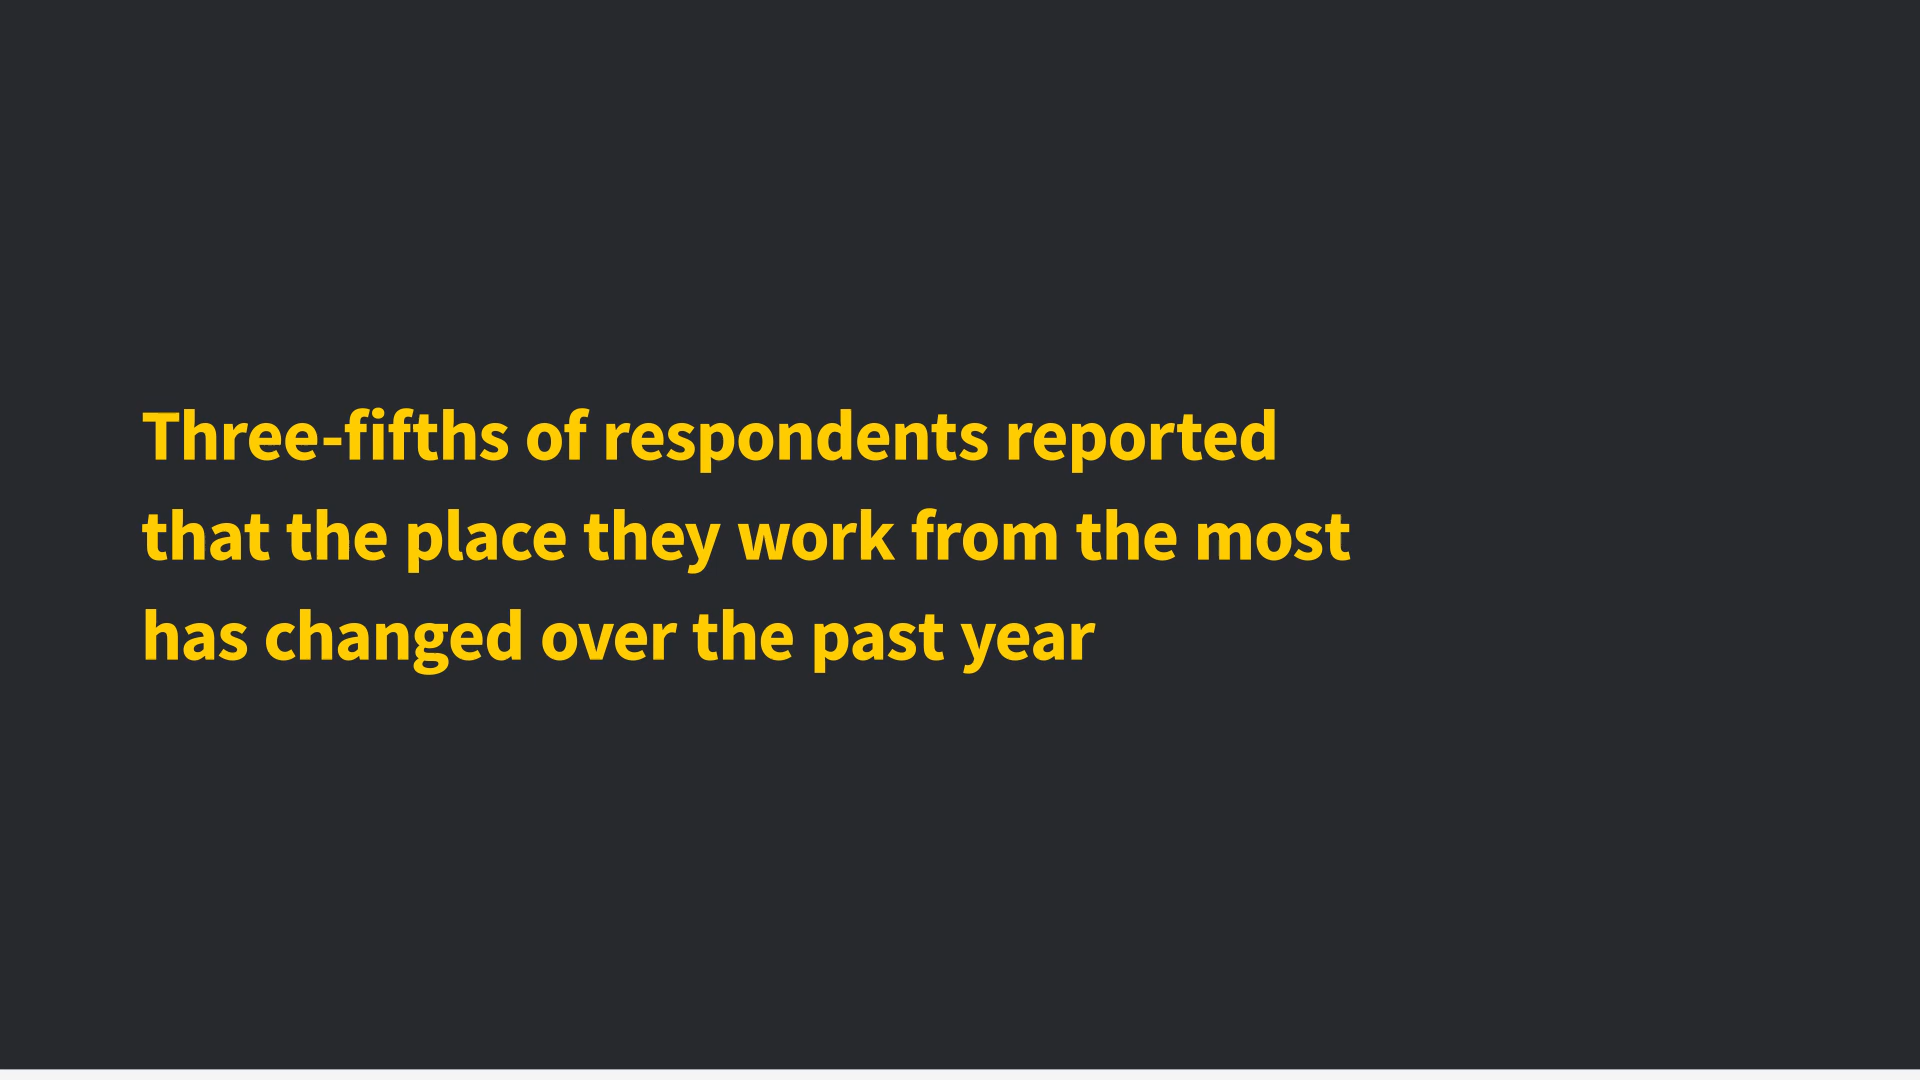 Three-fifths of respondents reported
that the place they work from the most
has changed over the past year